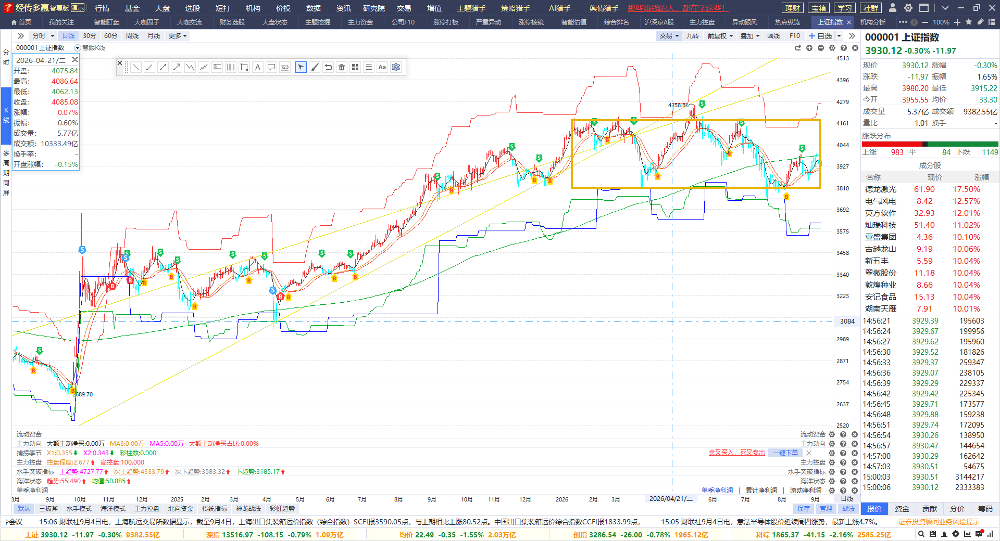 经传多赢 智尊版 演示 行情 基金 大盘 选股 短打 机构 价投 数据 资讯 研究院 交易 增值 主题猎手 策略猎手 AI猎手 舆情猎手 那些赚钱的人，都在学这些! 理财 宝箱 学习 社群
首页 我的关注 智能盯盘 大咖圈子 大咖交流 财务选股 大盘状态 主题挖掘 主力资金 公司F10 涨停打板 严重异动 涨停棱镜 智能估值 综合排名 沪深京A股 主力控盘 异动跟风 热点纵览 上证指数 机构分析 100%
分时 日线 30分 60分 周线 月线 更多 交易 九转 前复权 叠加 画线 F10 自选
分时
K线
多周期同屏
000001 上证指数 慧眼K线
2026-04-21/二
开盘: 4075.84
最高: 4086.64
最低: 4062.13
收盘: 4085.08
涨幅: 0.07%
振幅: 0.60%
成交量: 5.77亿
成交额: 10333.49亿
换手率: -
开盘涨幅: -0.15%
A 123 Aa
4258.86
2689.70
4513
4396
4279
4161
4044
3927
3810
3692
3575
3458
3340
3223
3084
2989
2871
2754
2637
2520
流动资金 流动资金
主力动向 大额主动净买:0.00万 MA3:0.00万 MA5:0.00万 大额主动净买占比:0.00% 主力动向
捕捞季节 X1:0.355 X2:0.343 彩柱数:0.000 金叉买入，死叉卖出 一键下单
主力控盘 控盘程度:2.677 高控盘:100.000 主力控盘
水手突破指标 上趋势:4727.77 次上趋势:4333.79 次下趋势:3583.32 下趋势:3185.17 水手突破指标
海洋状态 趋势:55.490 均值:50.885 海洋状态
单季净利润 单季净利润 累计净利润 滚动净利润
8月 9月 10月 11月 12月 2025 2月 3月 4月 5月 6月 7月 8月 9月 10月 11月 12月 2026 2月 3月 2026/04/21/二 6月 7月 8月 9月 日线
默认 三板斧 水手模式 海洋模式 主力控盘 北向资金 传统指标 神龙战法 彩虹趋势 保存 管理 战法
000001 上证指数
3930.12 -0.30% -11.97
现价 3930.12 涨幅 -0.30%
涨跌 -11.97 振幅 1.65%
最高 3980.20 最低 3915.22
今开 3955.55 均价 33.30
成交量 5.37亿 成交额 9382.55亿
量比 1.01 换手 -
涨跌分布
上涨 983 平 84 下跌 1149
成分股
名称 现价 涨幅
德龙激光 61.90 17.50%
电气风电 8.42 12.57%
英方软件 32.93 12.01%
灿瑞科技 51.40 11.02%
亚盛集团 4.36 10.10%
古越龙山 9.19 10.06%
新五丰 5.59 10.04%
翠微股份 11.18 10.04%
敦煌种业 8.66 10.04%
安记食品 15.13 10.04%
湖南天雁 7.91 10.01%
14:56:21 3929.39 195603
14:56:24 3929.67 199956
14:56:27 3929.62 195960
14:56:30 3929.52 181826
14:56:33 3929.37 259347
14:56:36 3929.07 238105
14:56:39 3929.29 229337
14:56:42 3929.42 225345
14:56:45 3929.71 173577
14:56:48 3929.88 159238
14:56:51 3929.74 172095
14:56:54 3930.26 138950
14:56:57 3930.47 144654
14:57:00 3930.29 162642
14:57:03 3930.51 54675
15:00:03 3930.51 3144217
15:00:06 3930.12 2333383
报价 资金 贡献 分价 筹码
会议 15:06 财联社9月4日电，上海航运交易所数据显示，截至9月4日，上海出口集装箱运价指数（综合指数）SCFI报3590.05点，与上期相比上涨80.52点。中国出口集装箱运价综合指数CCFI报1833.99点， 15:05 财联社9月4日电，意法半导体股价延续周四涨势，最新上涨4.7%。 证券投资顾问业务风险提示
上证 3930.12 -11.97 -0.30% 9382.55亿 深指 13516.97 -108.15 -0.79% 1.09万亿 均价 22.49 -0.35 -1.55% 2.03万亿 创指 3286.54 -26.00 -0.78% 1965.12亿 科综 1865.37 -41.15 -2.16% 2585.25亿